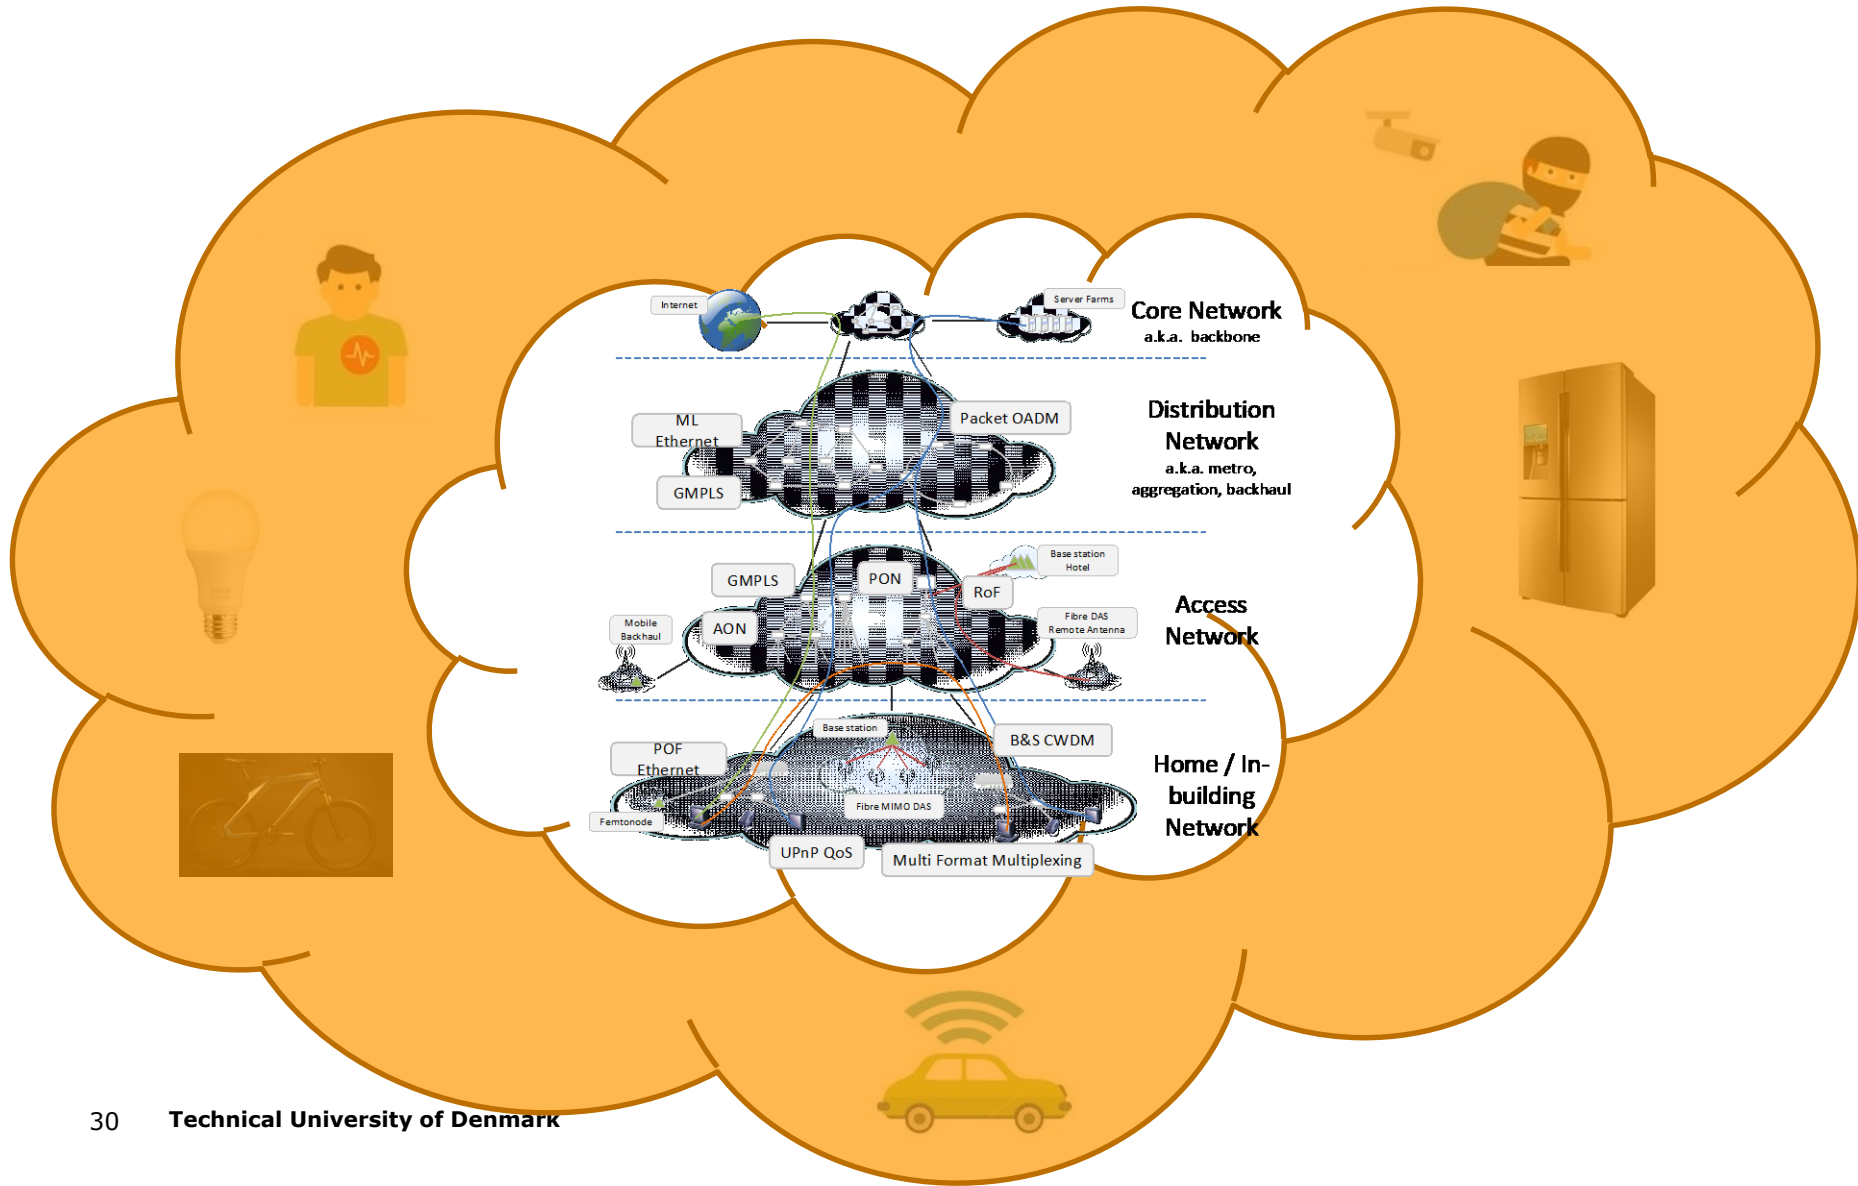 Internet
Server Farms
Core Network
a.k.a. backbone
ML
Ethernet
Packet OADM
GMPLS
Distribution
Network
a.k.a. metro,
aggregation, backhaul
GMPLS
PON
RoF
Base station
Hotel
AON
Mobile
Backhaul
Fibre DAS
Remote Antenna
Access
Network
Base station
B&S CWDM
POF
Ethernet
Fibre MIMO DAS
Femtonode
UPnP QoS
Multi Format Multiplexing
Home / In-
building
Network
30
Technical University of Denmark